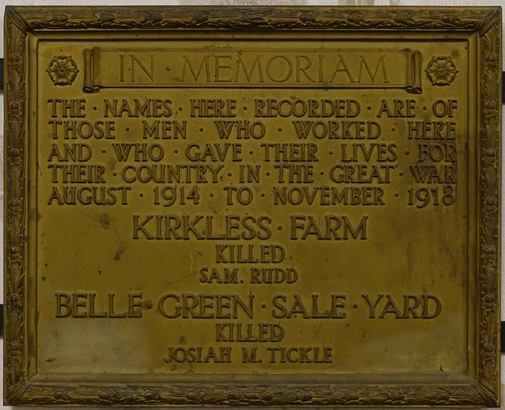 IN · MEMORIAM
THE · NAMES · HERE · RECORDED · ARE · OF
THOSE · MEN · WHO · WORKED · HERE
AND · WHO · GAVE · THEIR · LIVES · FOR
THEIR · COUNTRY · IN · THE · GREAT · WAR
AUGUST · 1914 · TO · NOVEMBER · 1918
KIRKLESS · FARM
KILLED
SAM. RUDD
BELLE · GREEN · SALE · YARD
KILLED
JOSIAH M. TICKLE